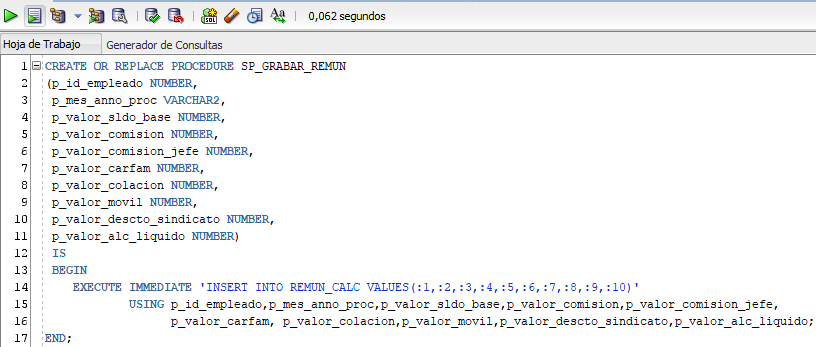 0,062 segundos
Hoja de Trabajo Generador de Consultas
1 CREATE OR REPLACE PROCEDURE SP_GRABAR_REMUN
2 (p_id_empleado NUMBER,
3 p_mes_anno_proc VARCHAR2,
4 p_valor_sldo_base NUMBER,
5 p_valor_comision NUMBER,
6 p_valor_comision_jefe NUMBER,
7 p_valor_carfam NUMBER,
8 p_valor_colacion NUMBER,
9 p_valor_movil NUMBER,
10 p_valor_descto_sindicato NUMBER,
11 p_valor_alc_liquido NUMBER)
12 IS
13 BEGIN
14 EXECUTE IMMEDIATE 'INSERT INTO REMUN_CALC VALUES(:1,:2,:3,:4,:5,:6,:7,:8,:9,:10)'
15 USING p_id_empleado,p_mes_anno_proc,p_valor_sldo_base,p_valor_comision,p_valor_comision_jefe,
16 p_valor_carfam, p_valor_colacion,p_valor_movil,p_valor_descto_sindicato,p_valor_alc_liquido;
17 END;